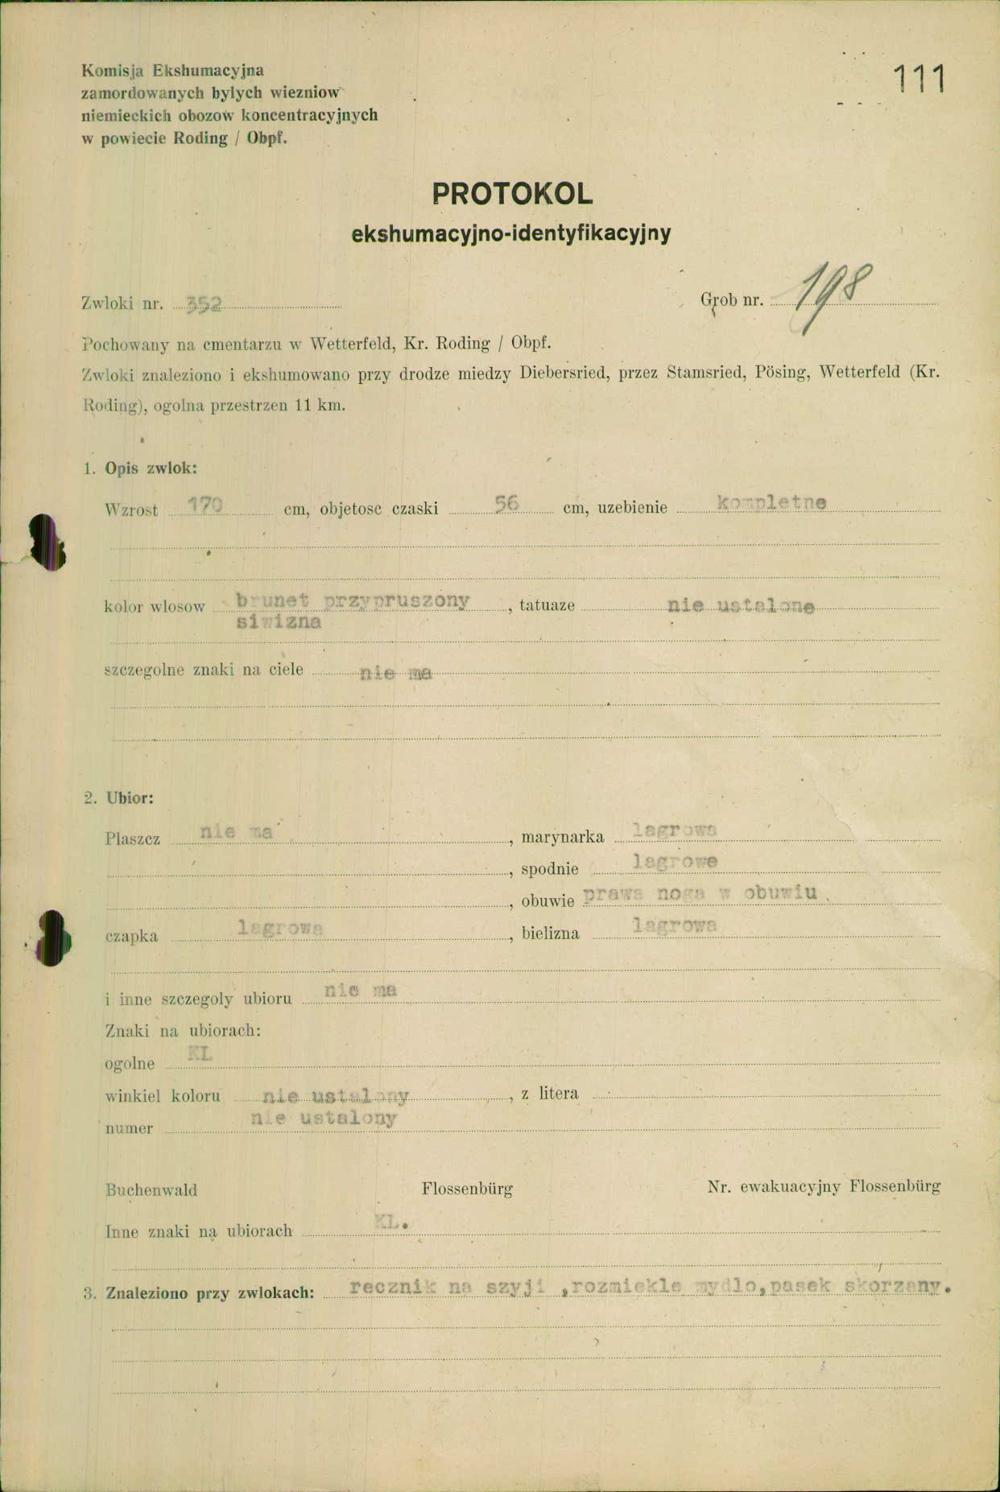 Komisja Ekshumacyjna
zamordowanych bylych wiezniow
niemieckich obozow koncentracyjnych
w powiecie Roding / Obpf.
111
PROTOKOL
ekshumacyjno-identyfikacyjny
Zwloki nr. 352 Grob nr. 198
Pochowany na cmentarzu w Wetterfeld, Kr. Roding / Obpf.
Zwloki znaleziono i ekshumowano przy drodze miedzy Diebersried, przez Stamsried, Pösing, Wetterfeld (Kr.
Roding), ogolna przestrzen 11 km.
1. Opis zwlok:
Wzrost 170 cm, objetosc czaski 56 cm, uzebienie kompletne
kolor wlosow brunet przypruszony , tatuaze nie ustalone
siwizna
szczegolne znaki na ciele nie ma
2. Ubior:
Plaszcz nie ma , marynarka lagrowa
, spodnie lagrowe
, obuwie prawa noga w obuwiu .
czapka lagrowa , bielizna lagrowa
i inne szczegoly ubioru nie ma
Znaki na ubiorach:
ogolne KL
winkiel koloru nie ustalony , z litera
numer nie ustalony
Buchenwald Flossenbürg Nr. ewakuacyjny Flossenbürg
Inne znaki na ubiorach KL.
3. Znaleziono przy zwlokach: recznik na szyji ,rozmiekle mydlo,pasek skorzany.